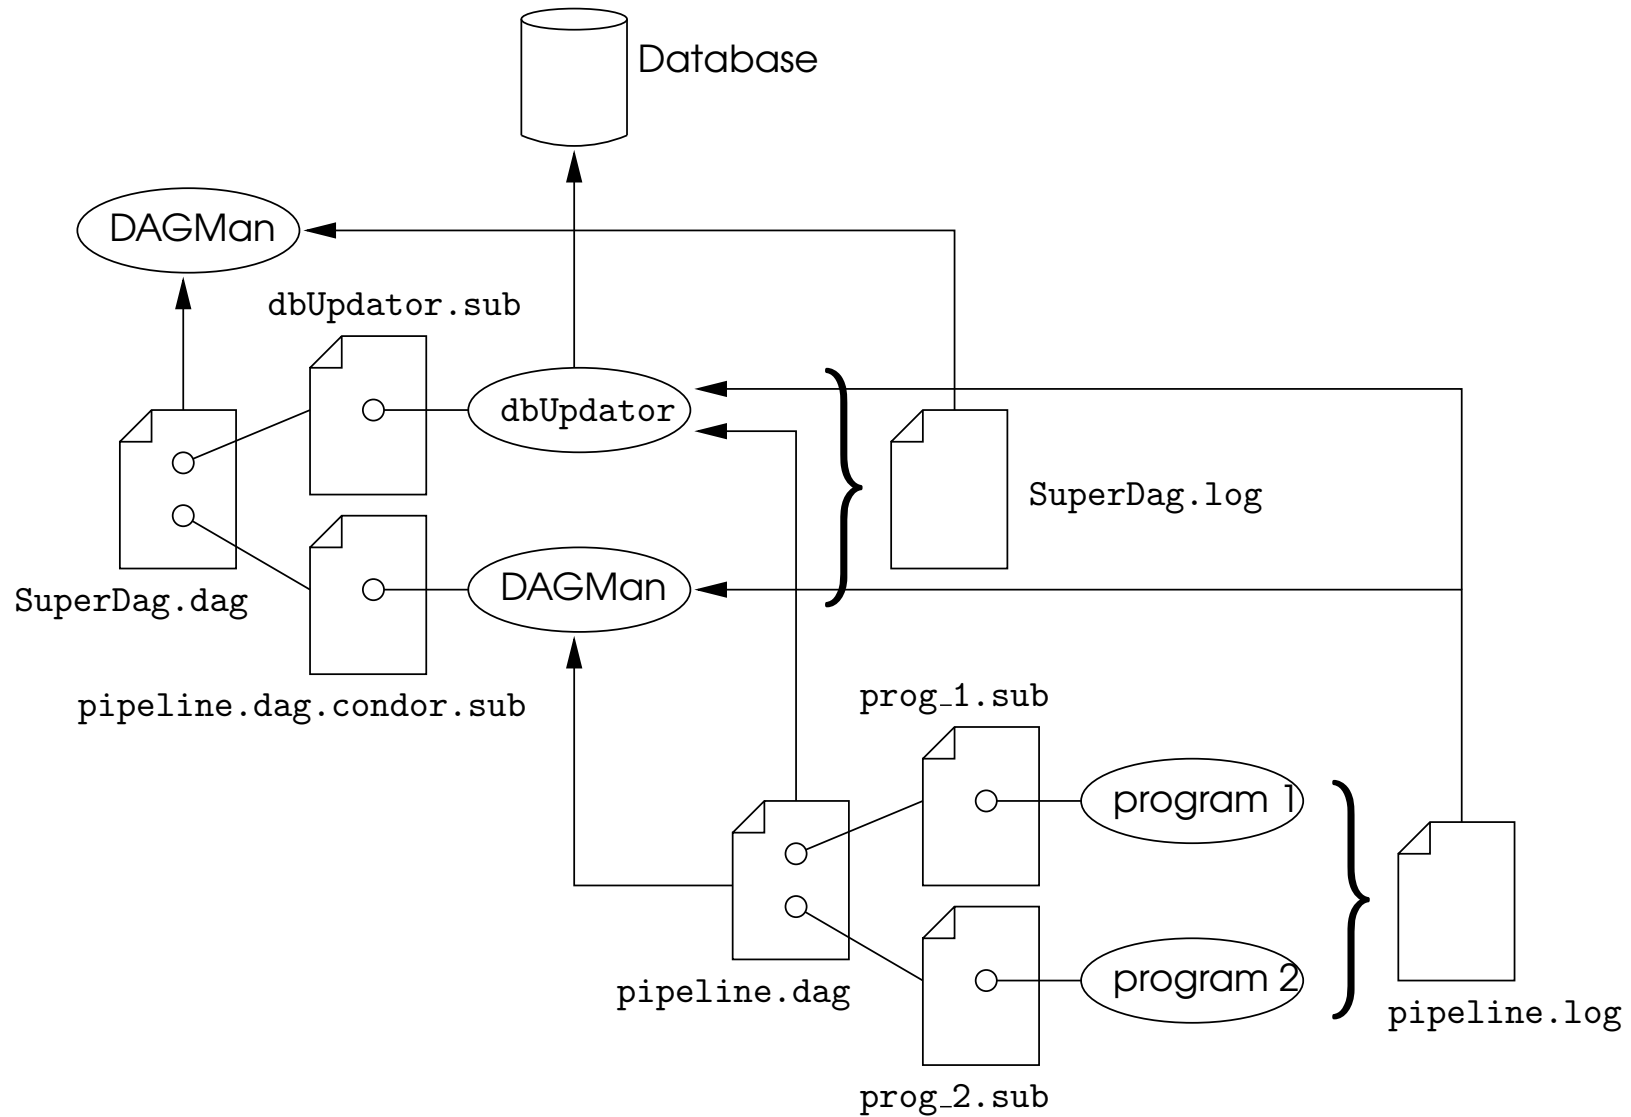 Database
DAGMan
dbUpdator.sub
dbUpdator
SuperDag.log
DAGMan
SuperDag.dag
pipeline.dag.condor.sub
prog_1.sub
program 1
program 2
pipeline.dag
pipeline.log
prog_2.sub